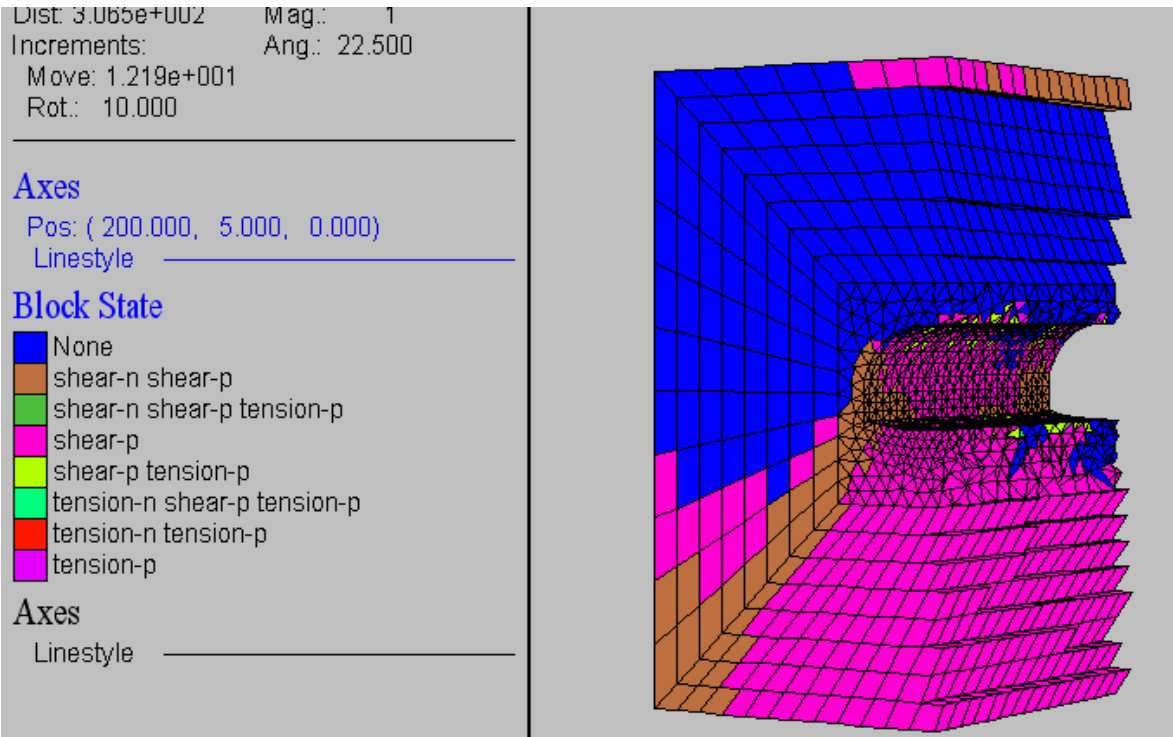 Dist: 3.065e+002 Mag.: 1
Increments: Ang.: 22.500
Move: 1.219e+001
Rot.: 10.000
Axes
Pos: ( 200.000, 5.000, 0.000)
Linestyle
Block State
None
shear-n shear-p
shear-n shear-p tension-p
shear-p
shear-p tension-p
tension-n shear-p tension-p
tension-n tension-p
tension-p
Axes
Linestyle